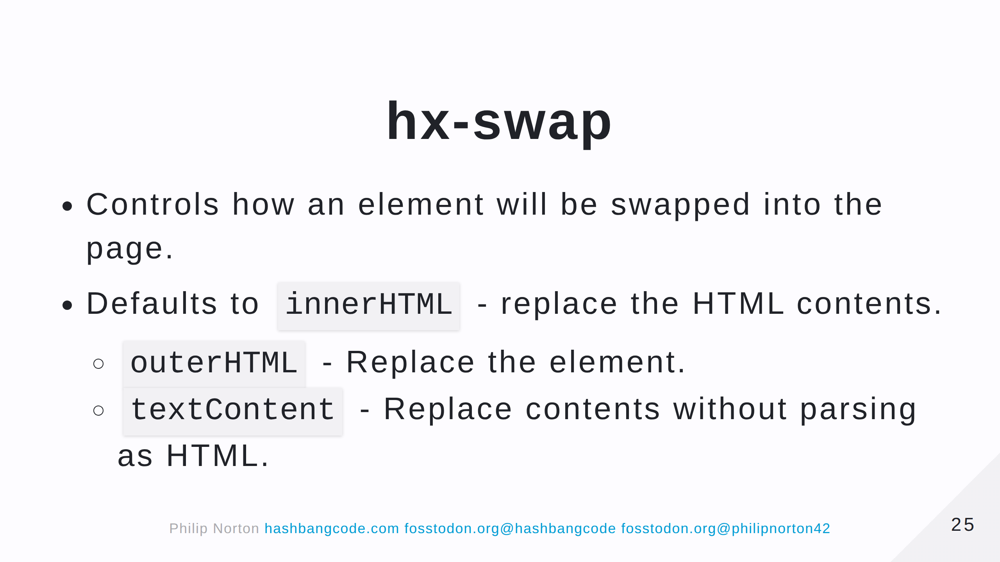 hx-swap
Controls how an element will be swapped into the
page.
Defaults to innerHTML - replace the HTML contents.
outerHTML - Replace the element.
textContent - Replace contents without parsing
as HTML.
Philip Norton hashbangcode.com fosstodon.org@hashbangcode fosstodon.org@philipnorton42
25